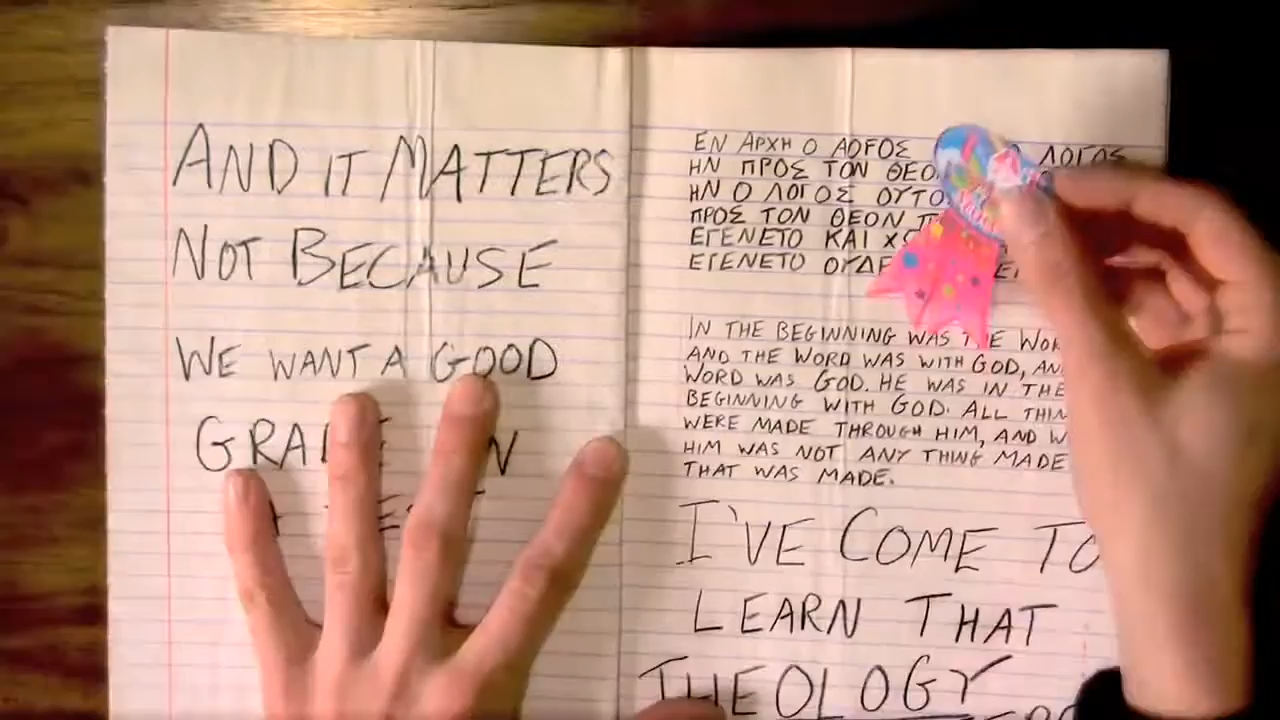 AND IT MATTERS
NOT BECAUSE
WE WANT A GOOD
ΕΝ ΑΡΧΗ Ο ΛΟΓΟΣ Ο ΛΟΓΟΣ
ΗΝ ΠΡΟΣ ΤΟΝ
ΗΝ Ο ΛΟΓΟΣ
ΠΡΟΣ ΤΟΝ ΘΕΟΝ
ΕΓΕΝΕΤΟ ΚΑΙ
ΕΓΕΝΕΤΟ
IN THE BEGINNING WAS THE
AND THE WORD WAS WITH GOD,
WORD WAS GOD. HE WAS IN THE
BEGINNING WITH GOD. ALL
WERE MADE THROUGH HIM, AND
HIM WAS NOT ANY THING MADE
THAT WAS MADE.
I'VE COME TO
LEARN THAT
THEOLOGY